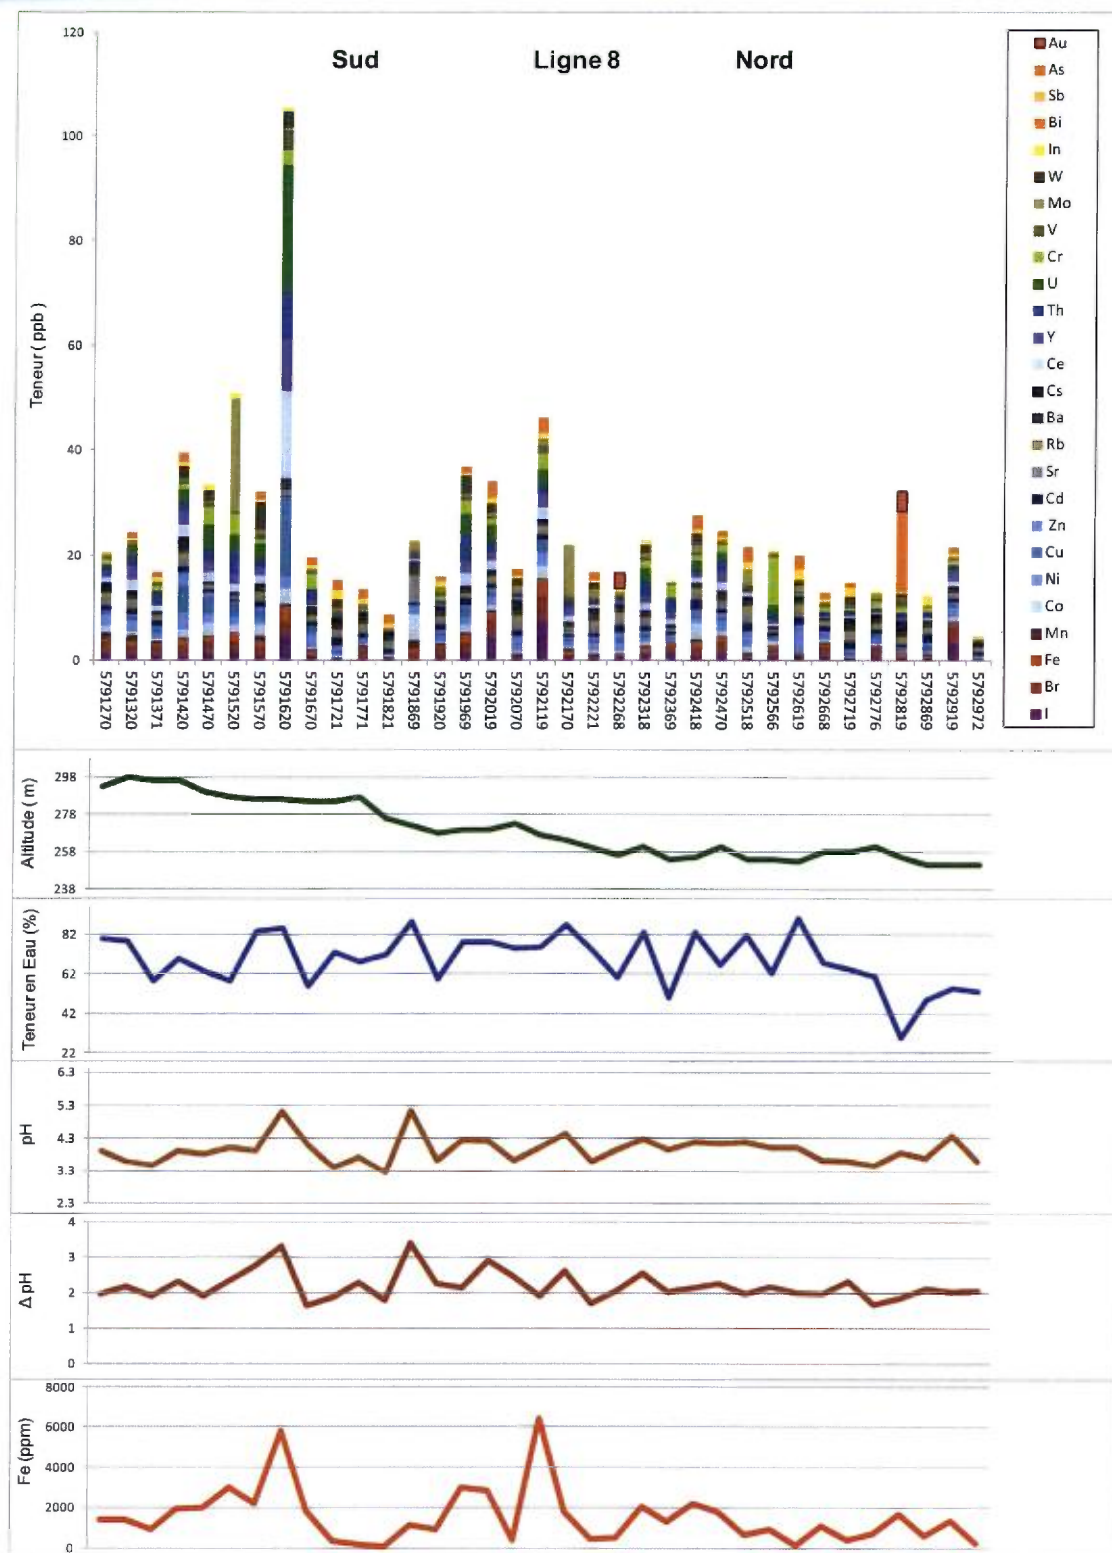 120
100
80
60
40
20
0
Teneur ( ppb )
Sud
Ligne 8
Nord
Au
As
Sb
Bi
In
W
Mo
V
Cr
U
Th
Y
Ce
Cs
Ba
Rb
Sr
Cd
Zn
Cu
Ni
Co
Mn
Fe
Br
I
5791270
5791320
5791371
5791420
5791470
5791520
5791570
5791620
5791670
5791721
5791771
5791821
5791869
5791920
5791969
5792019
5792070
5792119
5792170
5792221
5792268
5792318
5792369
5792418
5792470
5792518
5792566
5792619
5792668
5792719
5792776
5792819
5792869
5792919
5792972
Altitude ( m)
298
278
258
238
Teneur en Eau (%)
82
62
42
22
pH
6.3
5.3
4.3
3.3
2.3
Δ pH
4
3
2
1
0
Fe (ppm)
8000
6000
4000
2000
0